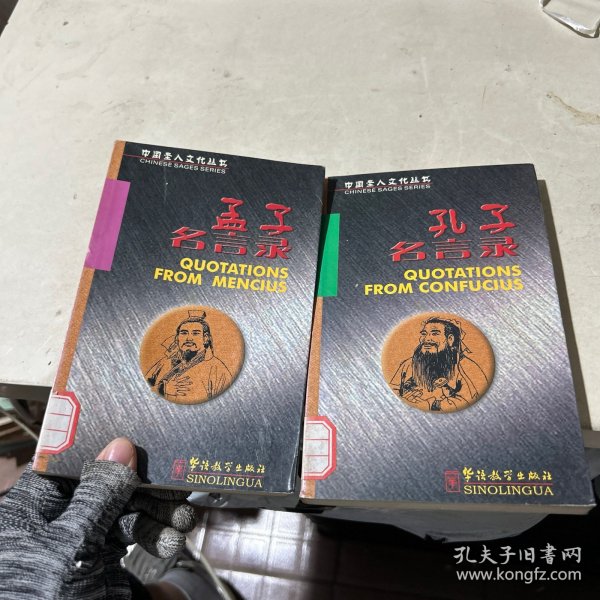 中国圣人文化丛书
CHINESE SAGES SERIES
孟子
名言录
QUOTATIONS
FROM MENCIUS
华语教学出版社
SINOLINGUA
中国圣人文化丛书
CHINESE SAGES SERIES
孔子
名言录
QUOTATIONS
FROM CONFUCIUS
华语教学出版社
SINOLINGUA
孔夫子旧书网
www.kongfz.com